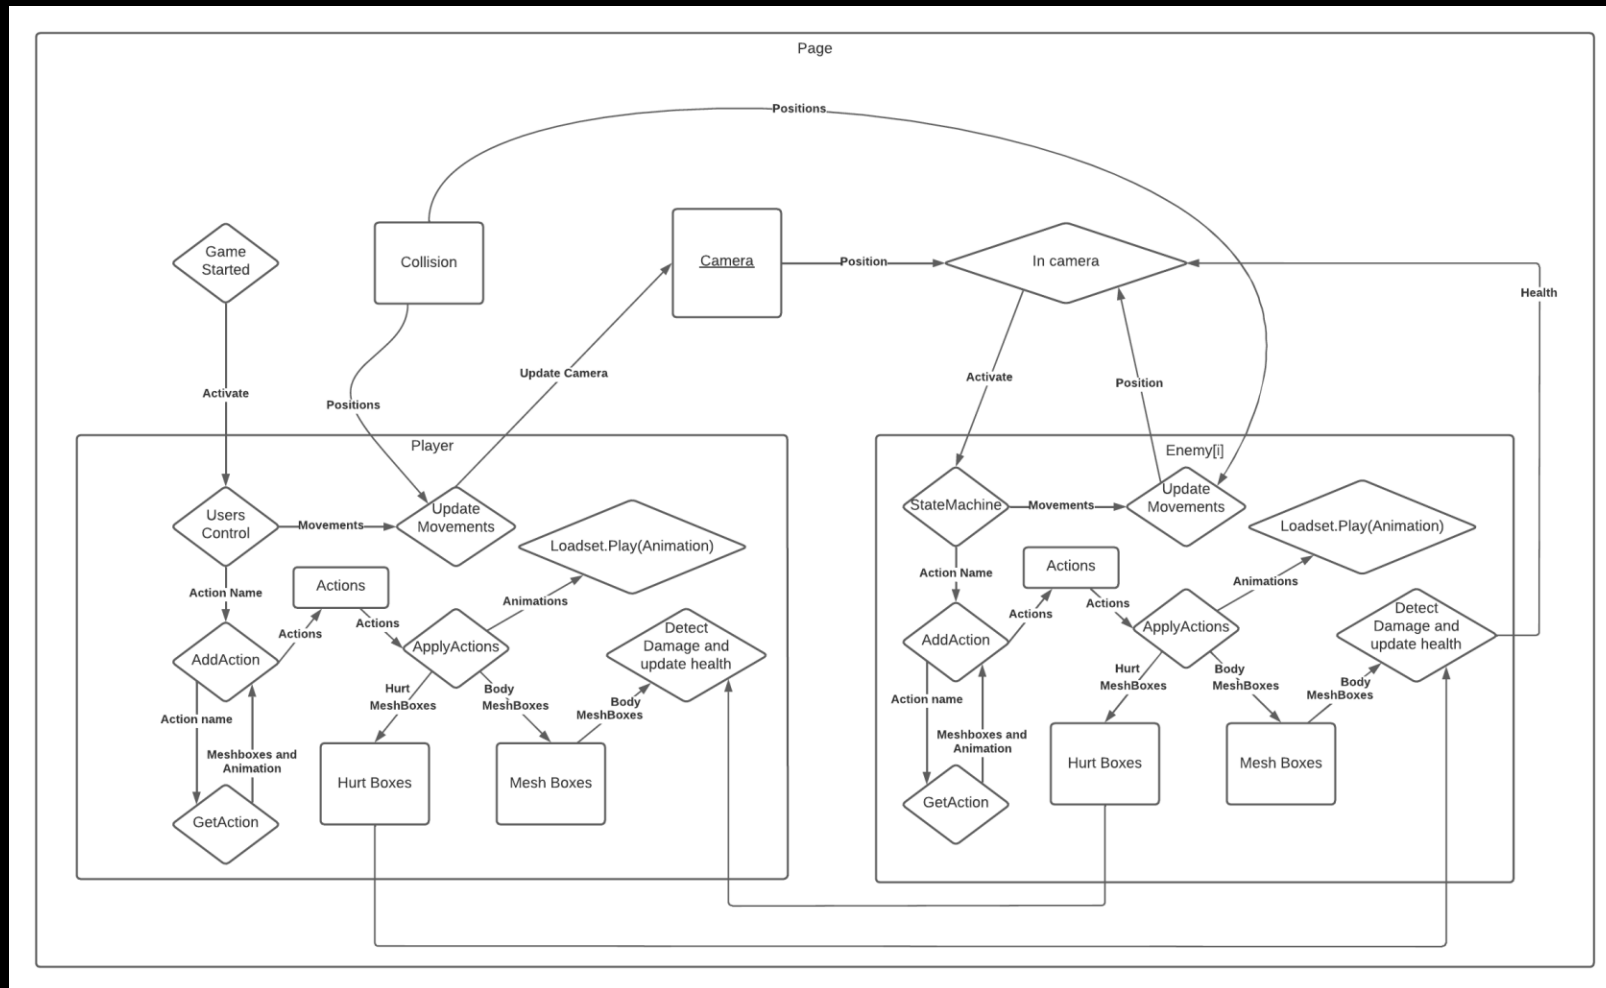 Page
Positions
Game
Started
Collision
Camera
Position
In camera
Health
Activate
Positions
Update Camera
Activate
Position
Player
Users
Control
Movements
Update
Movements
Loadset.Play(Animation)
Action Name
Actions
Animations
Actions
Actions
AddAction
ApplyActions
Detect
Damage and
update health
Hurt
MeshBoxes
Body
MeshBoxes
Body
MeshBoxes
Action name
Meshboxes and
Animation
Hurt Boxes
Mesh Boxes
GetAction
Enemy[i]
StateMachine
Movements
Update
Movements
Loadset.Play(Animation)
Action Name
Actions
Animations
Actions
Actions
AddAction
ApplyActions
Detect
Damage and
update health
Hurt
MeshBoxes
Body
MeshBoxes
Body
MeshBoxes
Action name
Meshboxes and
Animation
Hurt Boxes
Mesh Boxes
GetAction